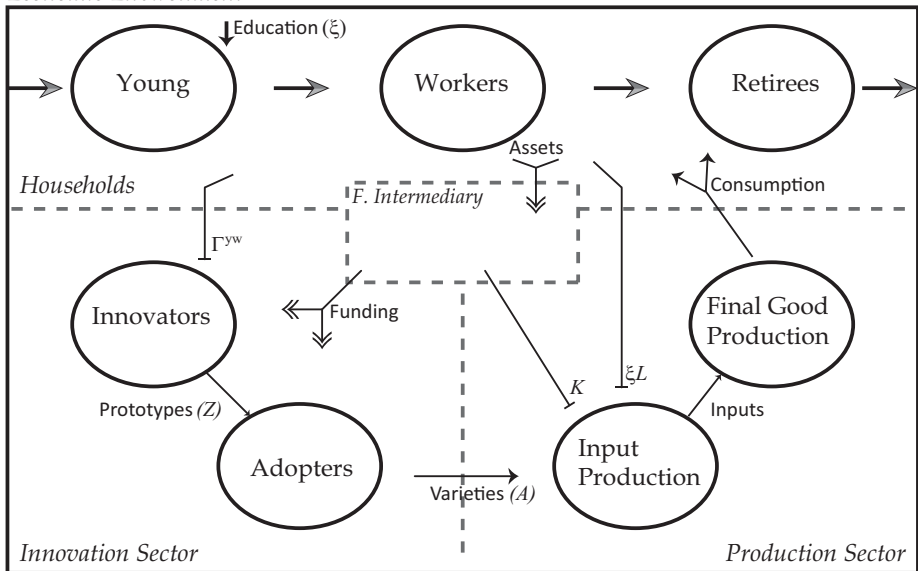 Education (ξ)
Young
Workers
Retirees
Assets
Households
F. Intermediary
Consumption
Γʸʷ
Innovators
Funding
Final Good
Production
Prototypes (Z)
K
ξL
Inputs
Adopters
Input
Production
Varieties (A)
Innovation Sector
Production Sector